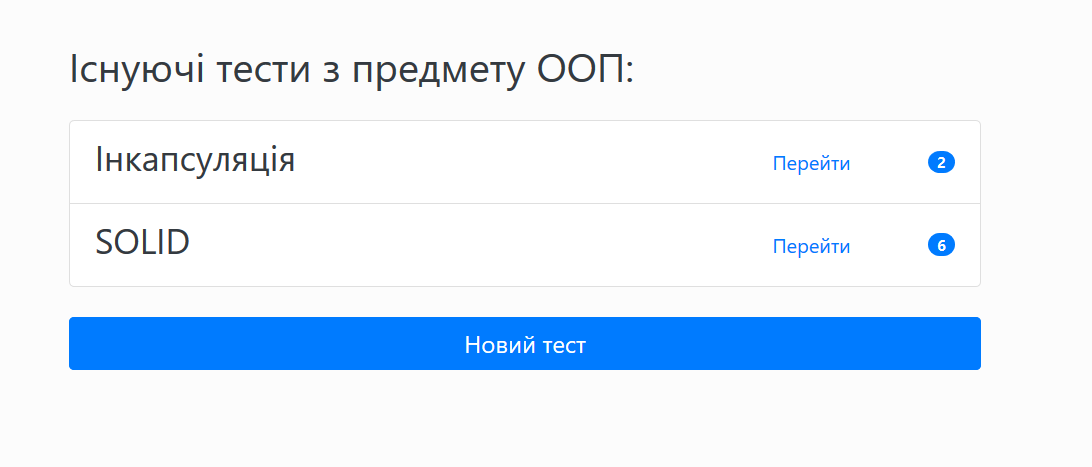 Існуючі тести з предмету ООП:
Інкапсуляція Перейти 2
SOLID Перейти 6
Новий тест